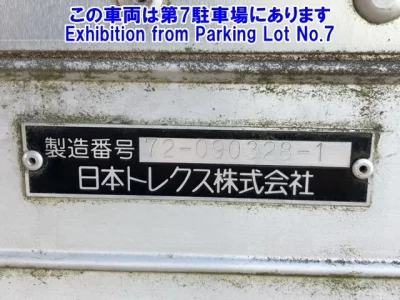 この車両は第7駐車場にあります
Exhibition from Parking Lot No.7
製造番号 72-090328-1
日本トレクス株式会社